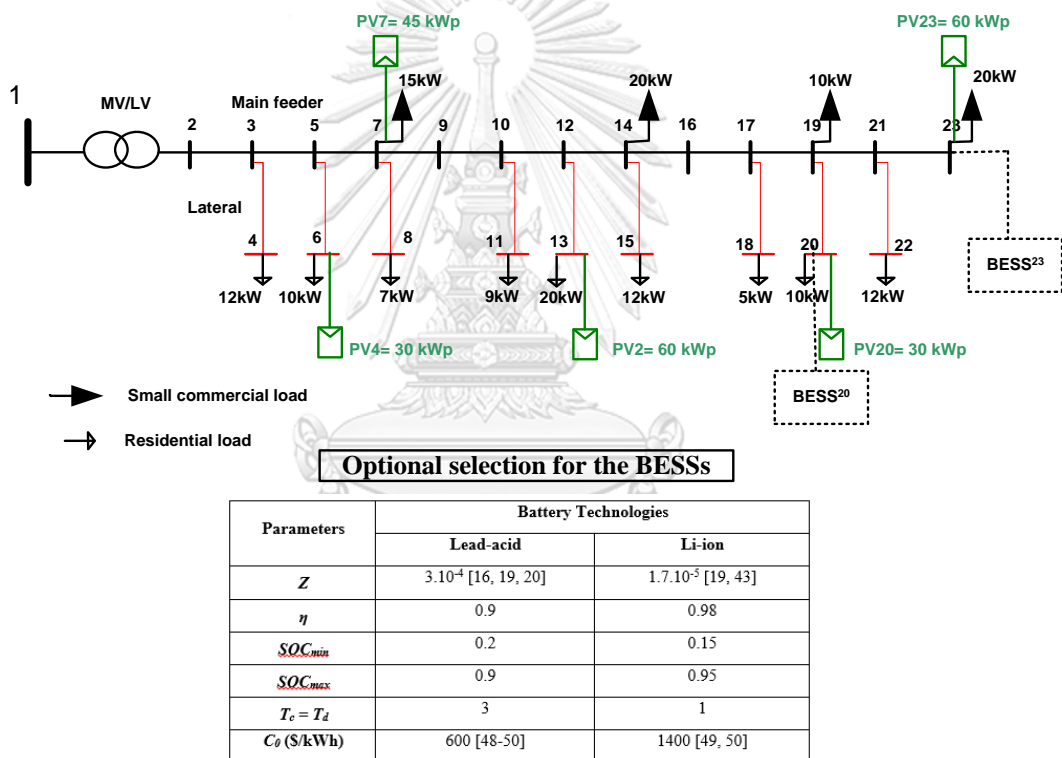 PV7= 45 kWp
PV23= 60 kWp
1
MV/LV
Main feeder
15kW
20kW
10kW
20kW
2
3
5
7
9
10
12
14
16
17
19
21
23
Lateral
4
6
8
11
13
15
18
20
22
12kW
10kW
7kW
9kW
20kW
12kW
5kW
10kW
12kW
BESS²³
PV4= 30 kWp
PV2= 60 kWp
PV20= 30 kWp
BESS²⁰
Small commercial load
Residential load
Optional selection for the BESSs
Parameters
Battery Technologies
Lead-acid
Li-ion
Z
3.10⁻⁴ [16, 19, 20]
1.7.10⁻⁵ [19, 43]
η
0.9
0.98
SOCmin
0.2
0.15
SOCmax
0.9
0.95
Tc = Td
3
1
C0 ($/kWh)
600 [48-50]
1400 [49, 50]